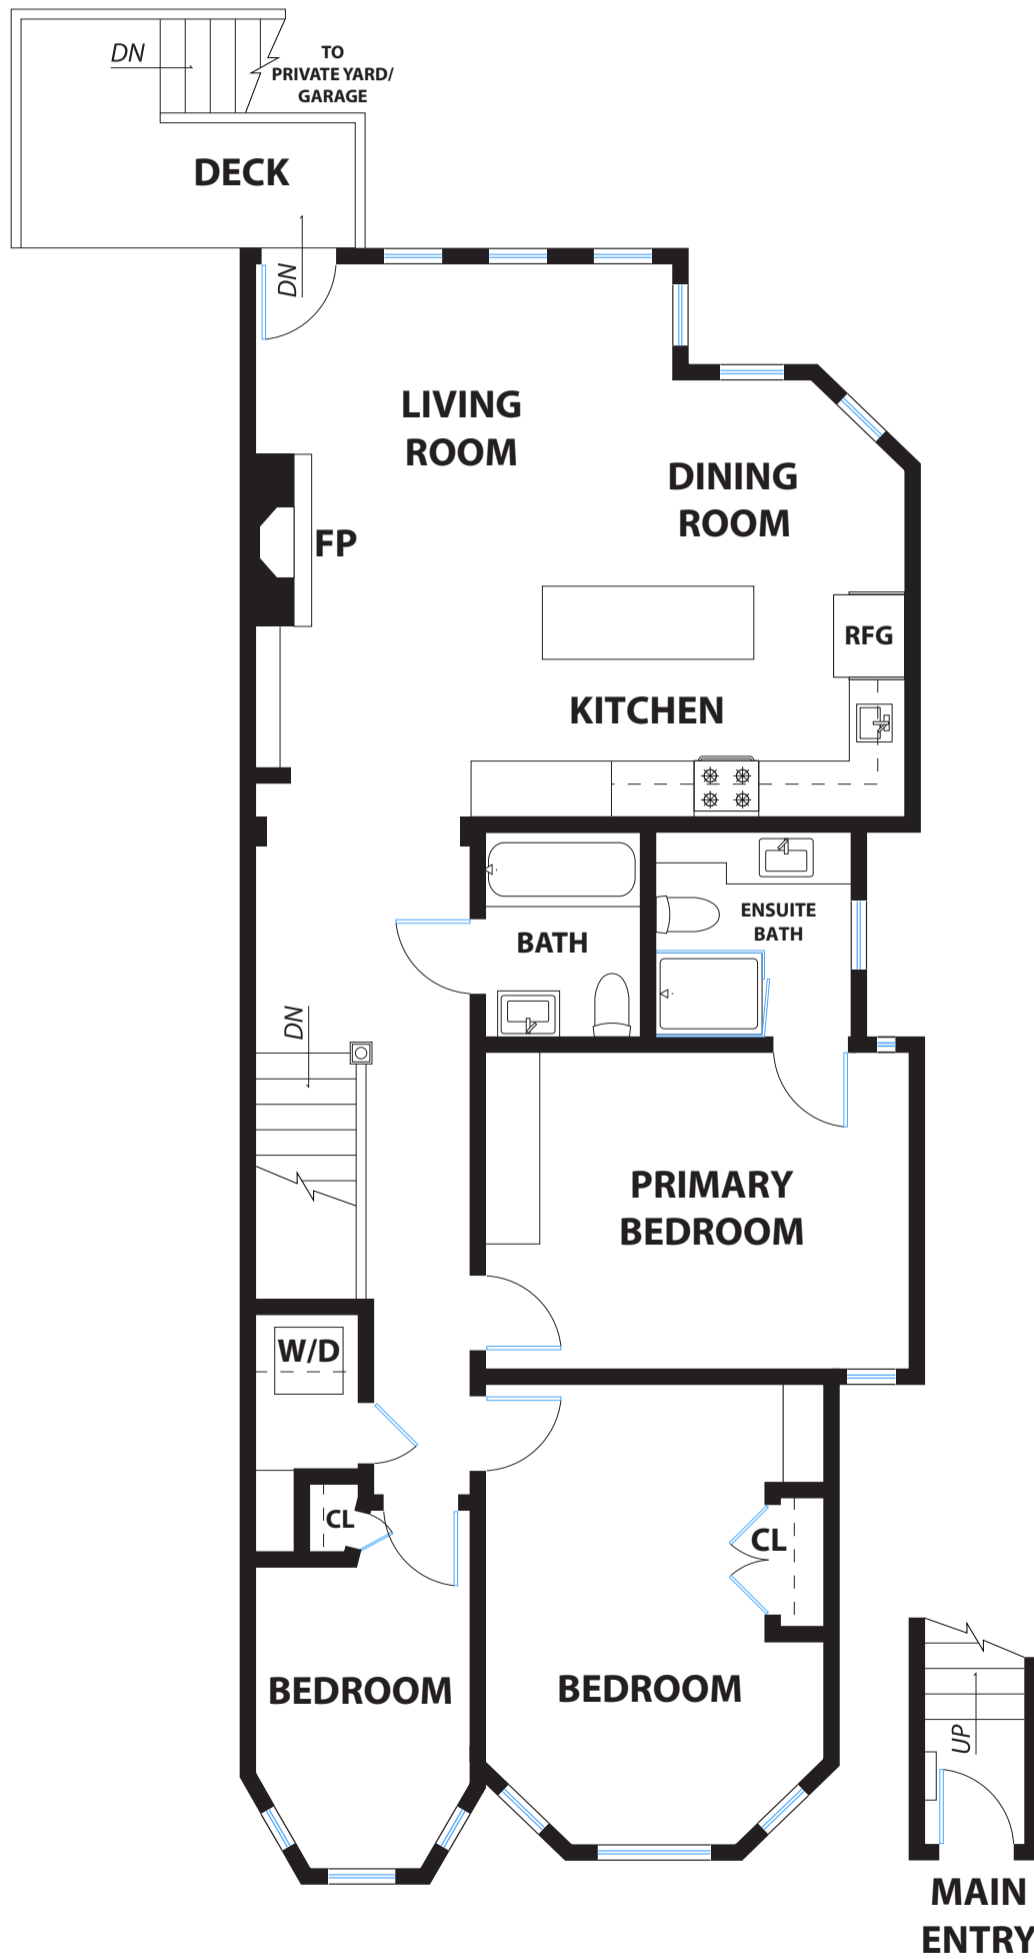 DN
TO
PRIVATE YARD/
GARAGE
DECK
DN
LIVING
ROOM
DINING
ROOM
FP
RFG
KITCHEN
ENSUITE
BATH
BATH
DN
PRIMARY
BEDROOM
W/D
CL
CL
BEDROOM
BEDROOM
UP
MAIN
ENTRY